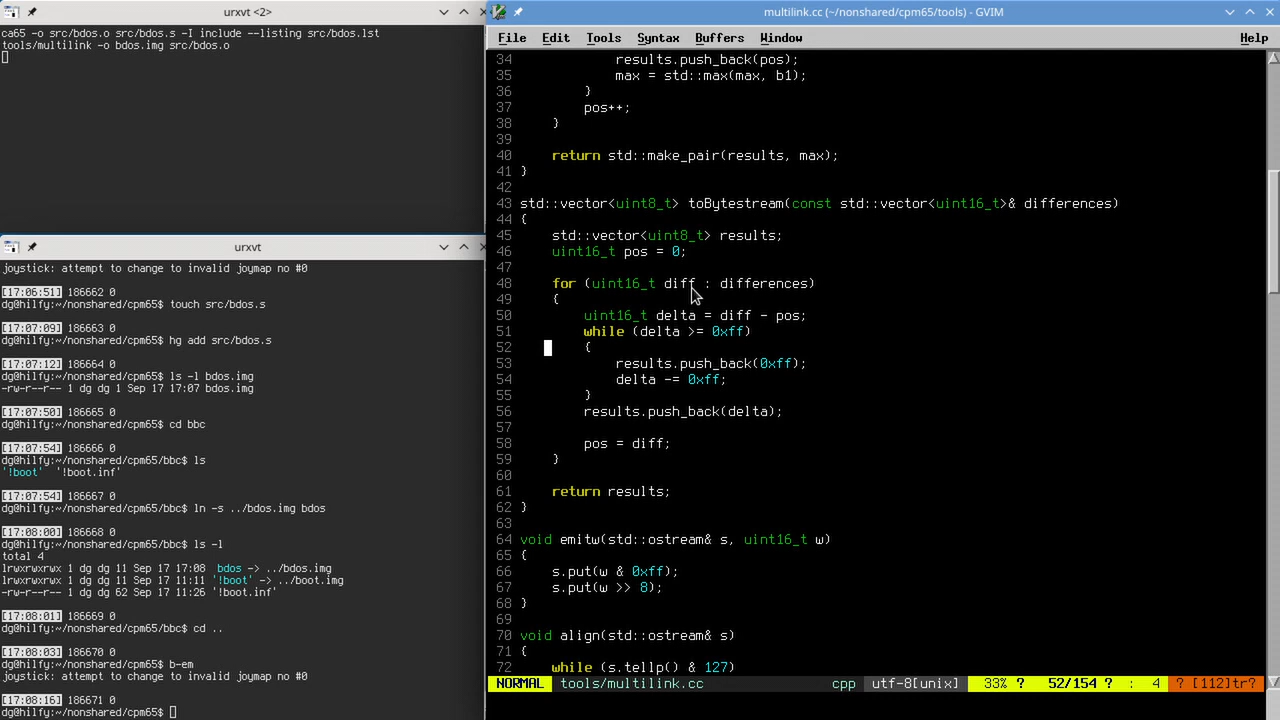 urxvt <2>
ca65 -o src/bdos.o src/bdos.s -I include --listing src/bdos.lst
tools/multilink -o bdos.img src/bdos.o
urxvt
joystick: attempt to change to invalid joymap no #0
[17:06:51] 186662 0
dg@hilfy:~/nonshared/cpm65$ touch src/bdos.s
[17:07:09] 186663 0
dg@hilfy:~/nonshared/cpm65$ hg add src/bdos.s
[17:07:12] 186664 0
dg@hilfy:~/nonshared/cpm65$ ls -l bdos.img
-rw-r--r-- 1 dg dg 1 Sep 17 17:07 bdos.img
[17:07:50] 186665 0
dg@hilfy:~/nonshared/cpm65$ cd bbc
[17:07:54] 186666 0
dg@hilfy:~/nonshared/cpm65/bbc$ ls
'!boot' '!boot.inf'
[17:07:54] 186667 0
dg@hilfy:~/nonshared/cpm65/bbc$ ln -s ../bdos.img bdos
[17:08:00] 186668 0
dg@hilfy:~/nonshared/cpm65/bbc$ ls -l
total 4
lrwxrwxrwx 1 dg dg 11 Sep 17 17:08 bdos -> ../bdos.img
lrwxrwxrwx 1 dg dg 11 Sep 17 11:11 '!boot' -> ../boot.img
-rw-r--r-- 1 dg dg 62 Sep 17 11:26 '!boot.inf'
[17:08:01] 186669 0
dg@hilfy:~/nonshared/cpm65/bbc$ cd ..
[17:08:03] 186670 0
dg@hilfy:~/nonshared/cpm65$ b-em
joystick: attempt to change to invalid joymap no #0
[17:08:16] 186671 0
dg@hilfy:~/nonshared/cpm65$
multilink.cc (~/nonshared/cpm65/tools) - GVIM
File Edit Tools Syntax Buffers Window Help
34 results.push_back(pos);
35 max = std::max(max, b1);
36 }
37 pos++;
38 }
39
40 return std::make_pair(results, max);
41 }
42
43 std::vector<uint8_t> toBytestream(const std::vector<uint16_t>& differences)
44 {
45 std::vector<uint8_t> results;
46 uint16_t pos = 0;
47
48 for (uint16_t diff : differences)
49 {
50 uint16_t delta = diff - pos;
51 while (delta >= 0xff)
52 {
53 results.push_back(0xff);
54 delta -= 0xff;
55 }
56 results.push_back(delta);
57
58 pos = diff;
59 }
60
61 return results;
62 }
63
64 void emitw(std::ostream& s, uint16_t w)
65 {
66 s.put(w & 0xff);
67 s.put(w >> 8);
68 }
69
70 void align(std::ostream& s)
71 {
72 while (s.tellp() & 127)
NORMAL tools/multilink.cc cpp utf-8[unix] 33% ? 52/154 ? : 4 ? [112]tr?